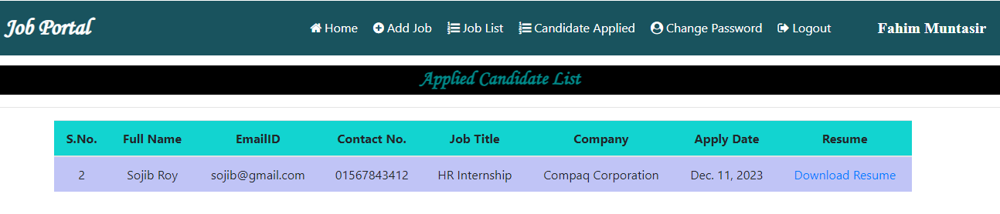 Job Portal Home Add Job Job List Candidate Applied Change Password Logout Fahim Muntasir
Applied Candidate List
S.No. Full Name EmailID Contact No. Job Title Company Apply Date Resume
2 Sojib Roy sojib@gmail.com 01567843412 HR Internship Compaq Corporation Dec. 11, 2023 Download Resume